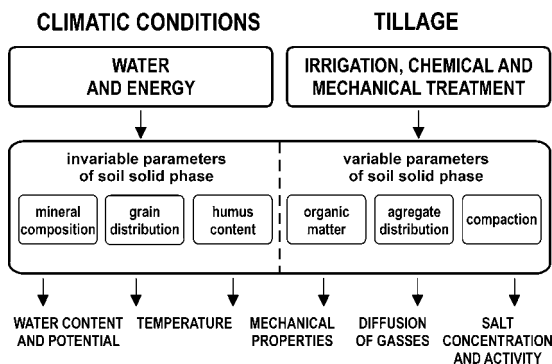 CLIMATIC CONDITIONS
TILLAGE
WATER
AND ENERGY
IRRIGATION, CHEMICAL AND
MECHANICAL TREATMENT
invariable parameters
of soil solid phase
variable parameters
of soil solid phase
mineral
composition
grain
distribution
humus
content
organic
matter
agregate
distribution
compaction
WATER CONTENT
AND POTENTIAL
TEMPERATURE
MECHANICAL
PROPERTIES
DIFFUSION
OF GASSES
SALT
CONCENTRATION
AND ACTIVITY